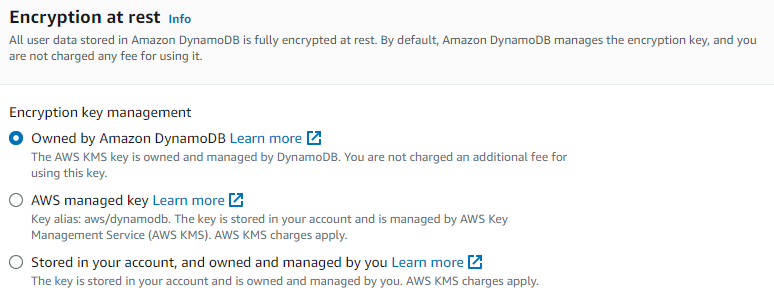 Encryption at rest Info
All user data stored in Amazon DynamoDB is fully encrypted at rest. By default, Amazon DynamoDB manages the encryption key, and you
are not charged any fee for using it.
Encryption key management
Owned by Amazon DynamoDB Learn more
The AWS KMS key is owned and managed by DynamoDB. You are not charged an additional fee for
using this key.
AWS managed key Learn more
Key alias: aws/dynamodb. The key is stored in your account and is managed by AWS Key
Management Service (AWS KMS). AWS KMS charges apply.
Stored in your account, and owned and managed by you Learn more
The key is stored in your account and is owned and managed by you. AWS KMS charges apply.